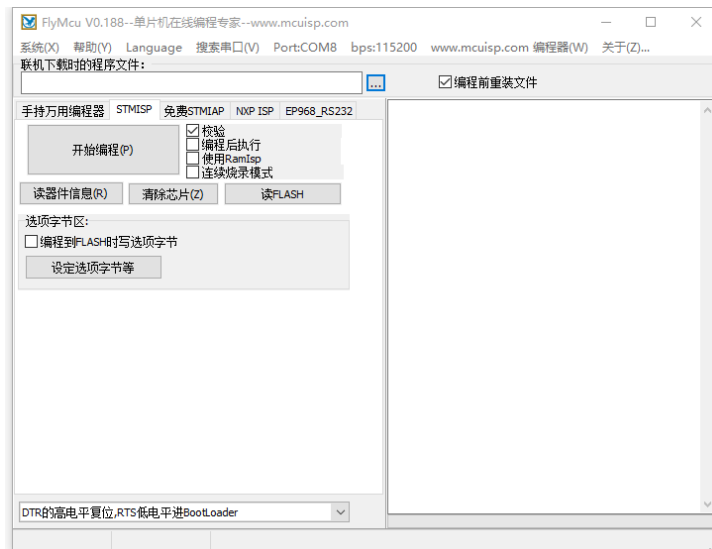 FlyMcu V0.188--单片机在线编程专家--www.mcuisp.com
系统(X) 帮助(Y) Language 搜索串口(V) Port:COM8 bps:115200 www.mcuisp.com 编程器(W) 关于(Z)...
联机下载时的程序文件:
... 编程前重装文件
手持万用编程器 STMISP 免费STMIAP NXP ISP EP968_RS232
开始编程(P)
校验
编程后执行
使用RamIsp
连续烧录模式
读器件信息(R) 清除芯片(Z) 读FLASH
选项字节区:
编程到FLASH时写选项字节
设定选项字节等
DTR的高电平复位,RTS低电平进BootLoader